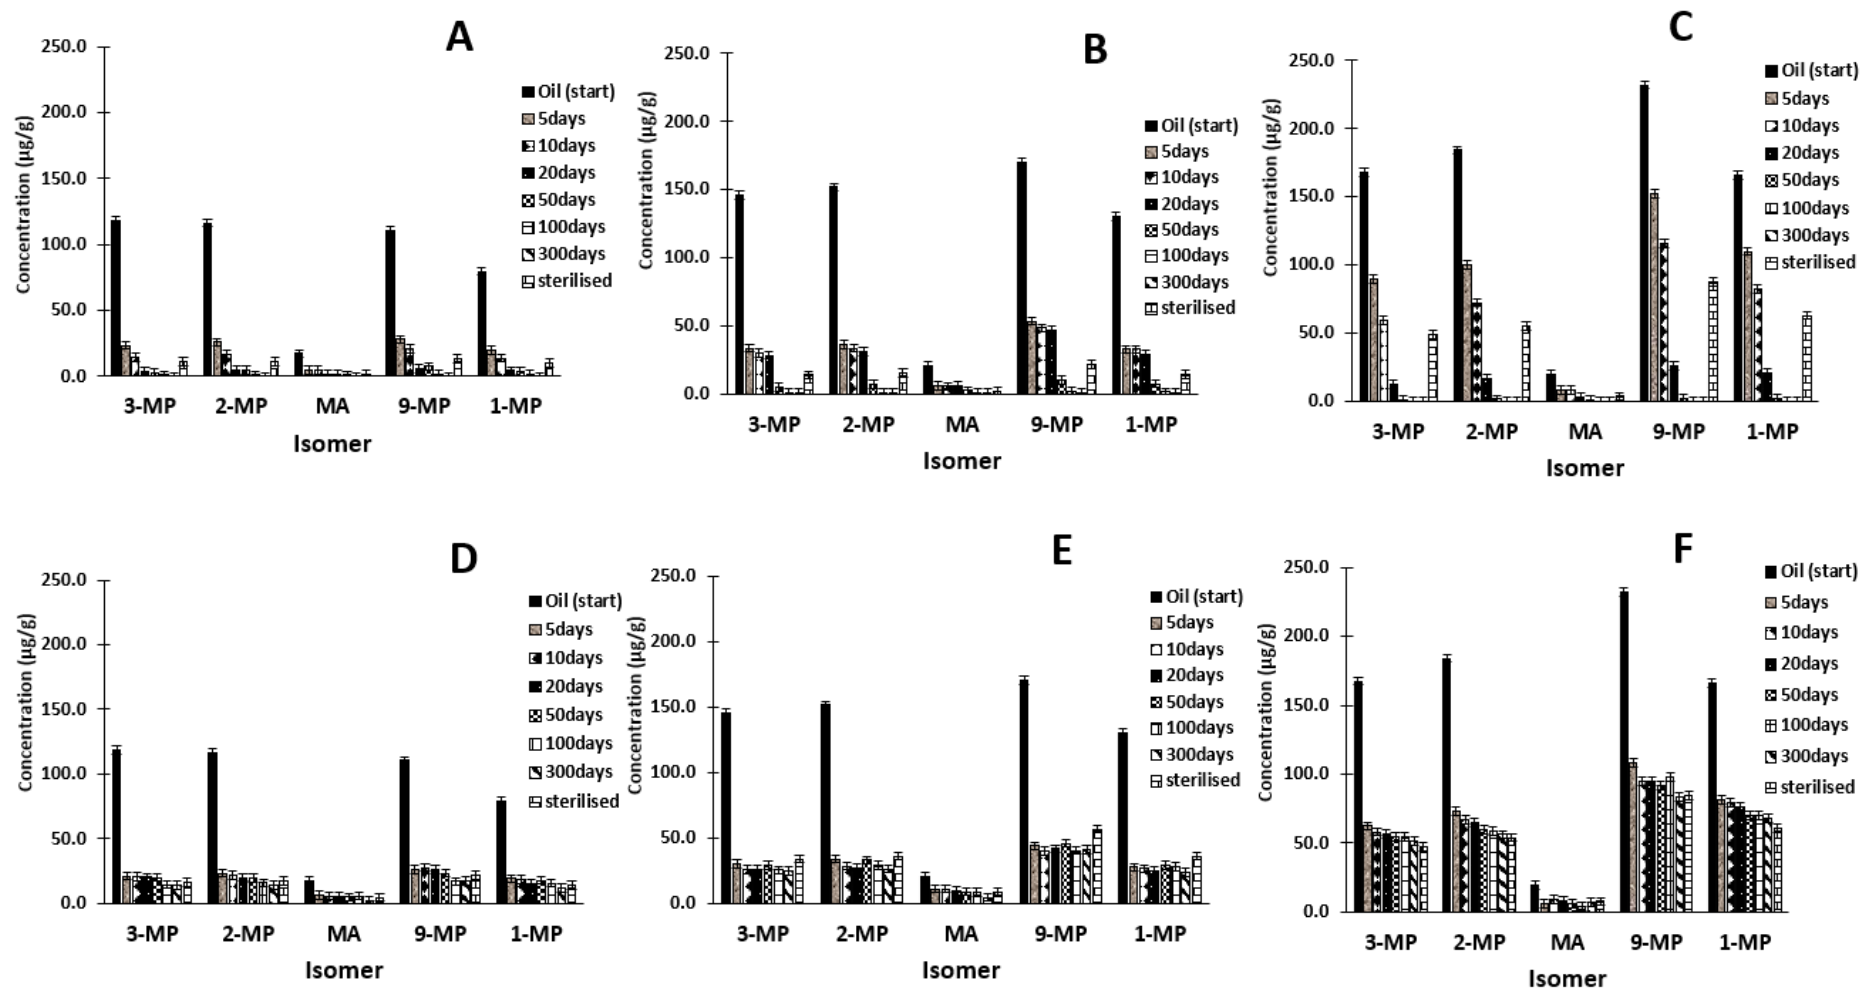 A
250.0
200.0
150.0
100.0
50.0
0.0
Concentration (µg/g)
Oil (start)
5days
10days
20days
50days
100days
300days
sterilised
3-MP 2-MP MA 9-MP 1-MP
Isomer
B
250.0
200.0
150.0
100.0
50.0
0.0
Concentration (µg/g)
Oil (start)
5days
10days
20days
50days
100days
300days
sterilised
3-MP 2-MP MA 9-MP 1-MP
Isomer
C
250.0
200.0
150.0
100.0
50.0
0.0
Concentration (µg/g)
Oil (start)
5days
10days
20days
50days
100days
300days
sterilised
3-MP 2-MP MA 9-MP 1-MP
Isomer
D
250.0
200.0
150.0
100.0
50.0
0.0
Concentration (µg/g)
Oil (start)
5days
10days
20days
50days
100days
300days
sterilised
3-MP 2-MP MA 9-MP 1-MP
Isomer
E
250.0
200.0
150.0
100.0
50.0
0.0
Concentration (µg/g)
Oil (start)
5days
10days
20days
50days
100days
300days
sterilised
3-MP 2-MP MA 9-MP 1-MP
Isomer
F
250.0
200.0
150.0
100.0
50.0
0.0
Concentration (µg/g)
Oil (start)
5days
10days
20days
50days
100days
300days
sterilised
3-MP 2-MP MA 9-MP 1-MP
Isomer